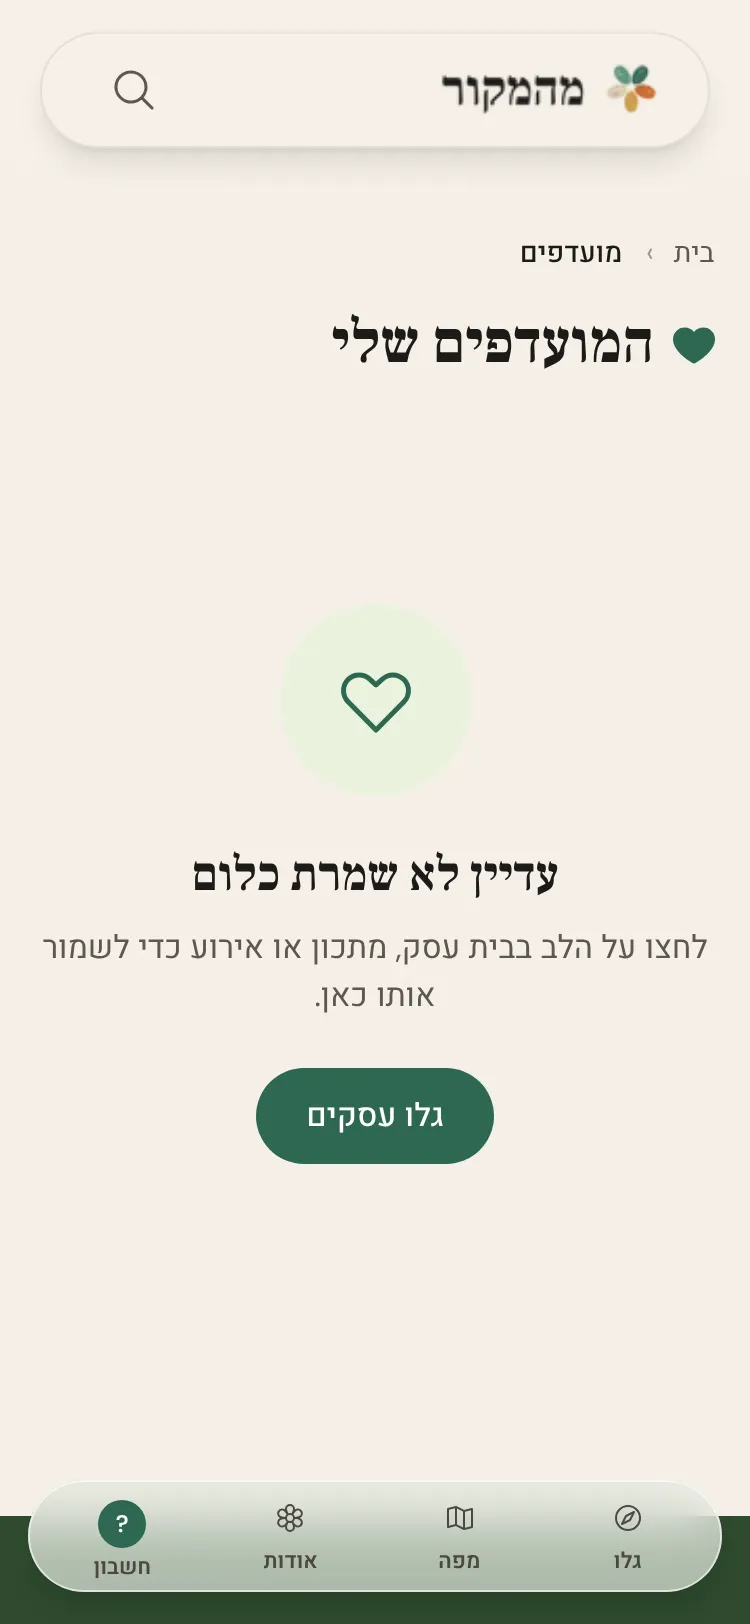 מהמקור
בית › מועדפים
המועדפים שלי
עדיין לא שמרת כלום
לחצו על הלב בבית עסק, מתכון או אירוע כדי לשמור
אותו כאן.
גלו עסקים
גלו
מפה
אודות
?
חשבון